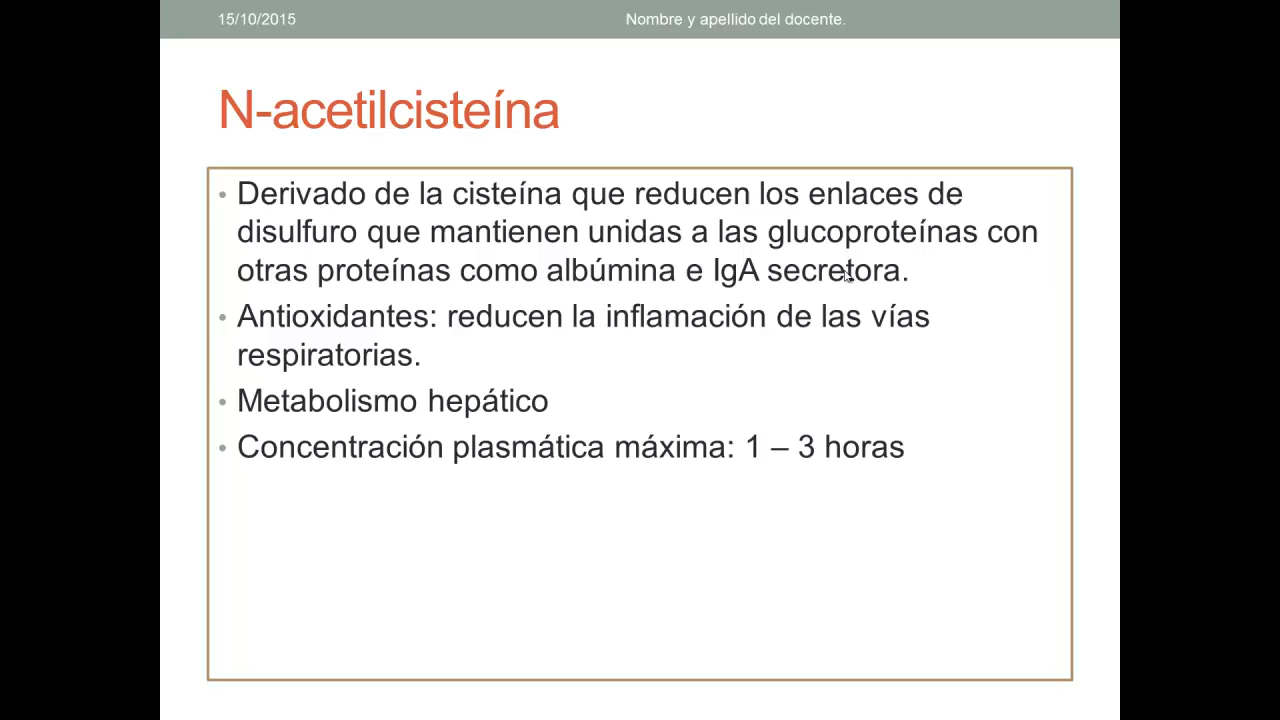 15/10/2015 Nombre y apellido del docente.
N-acetilcisteína
• Derivado de la cisteína que reducen los enlaces de
disulfuro que mantienen unidas a las glucoproteínas con
otras proteínas como albúmina e IgA secretora.
• Antioxidantes: reducen la inflamación de las vías
respiratorias.
• Metabolismo hepático
• Concentración plasmática máxima: 1 – 3 horas